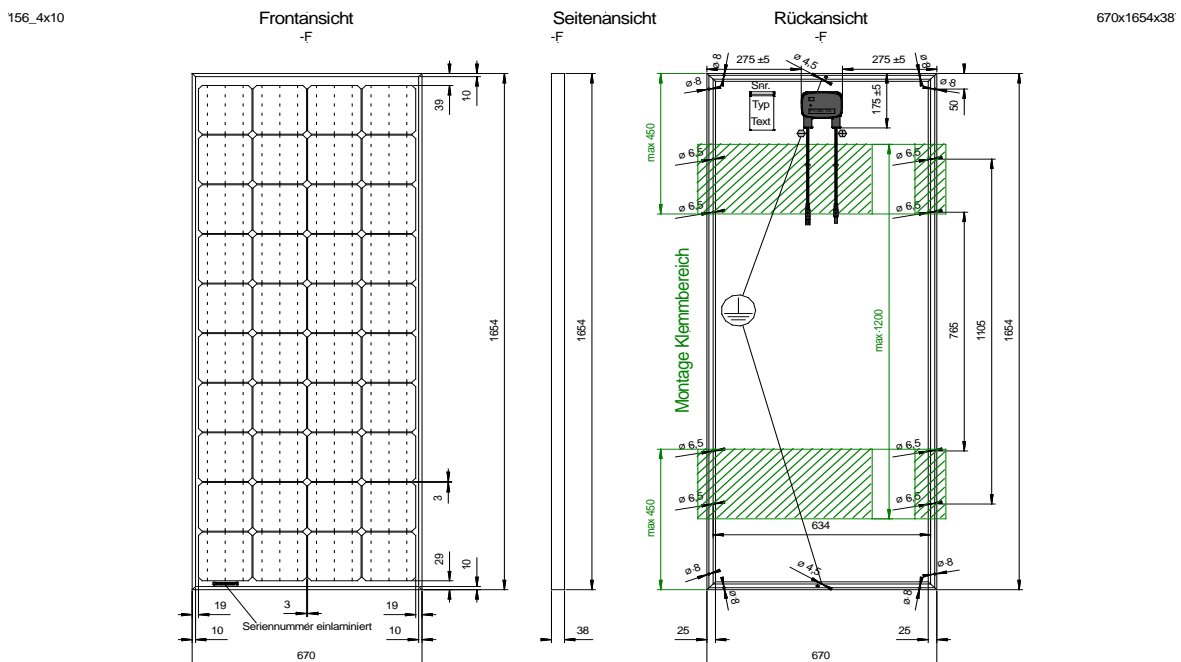 156_4x10
Frontansicht
-F
Seitenansicht
-F
Rückansicht
-F
670x1654x38
39
10
1654
3
29
10
19
3
19
Seriennummer einlaminiert
10
10
670
1654
38
ø 8
275 ±5
ø 4,5
275 ±5
ø 8
ø 8
ø 8
Snr.
Typ
Text
175 ±5
50
max 450
ø 6,5
ø 6,5
ø 6,5
ø 6,5
Montage Klemmbereich
max 1200
765
1105
1654
ø 6,5
ø 6,5
ø 6,5
ø 6,5
max 450
634
ø 8
ø 4,5
ø 8
ø 8
ø 8
25
25
670